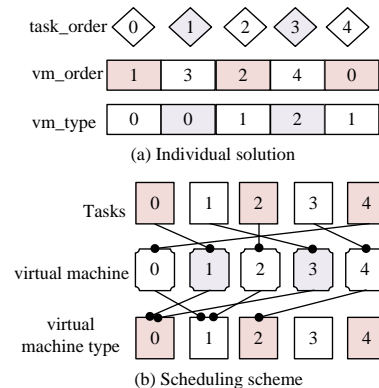 task_order 0 1 2 3 4
vm_order 1 3 2 4 0
vm_type 0 0 1 2 1
(a) Individual solution
Tasks 0 1 2 3 4
virtual machine 0 1 2 3 4
virtual
machine type 0 1 2 3 4
(b) Scheduling scheme